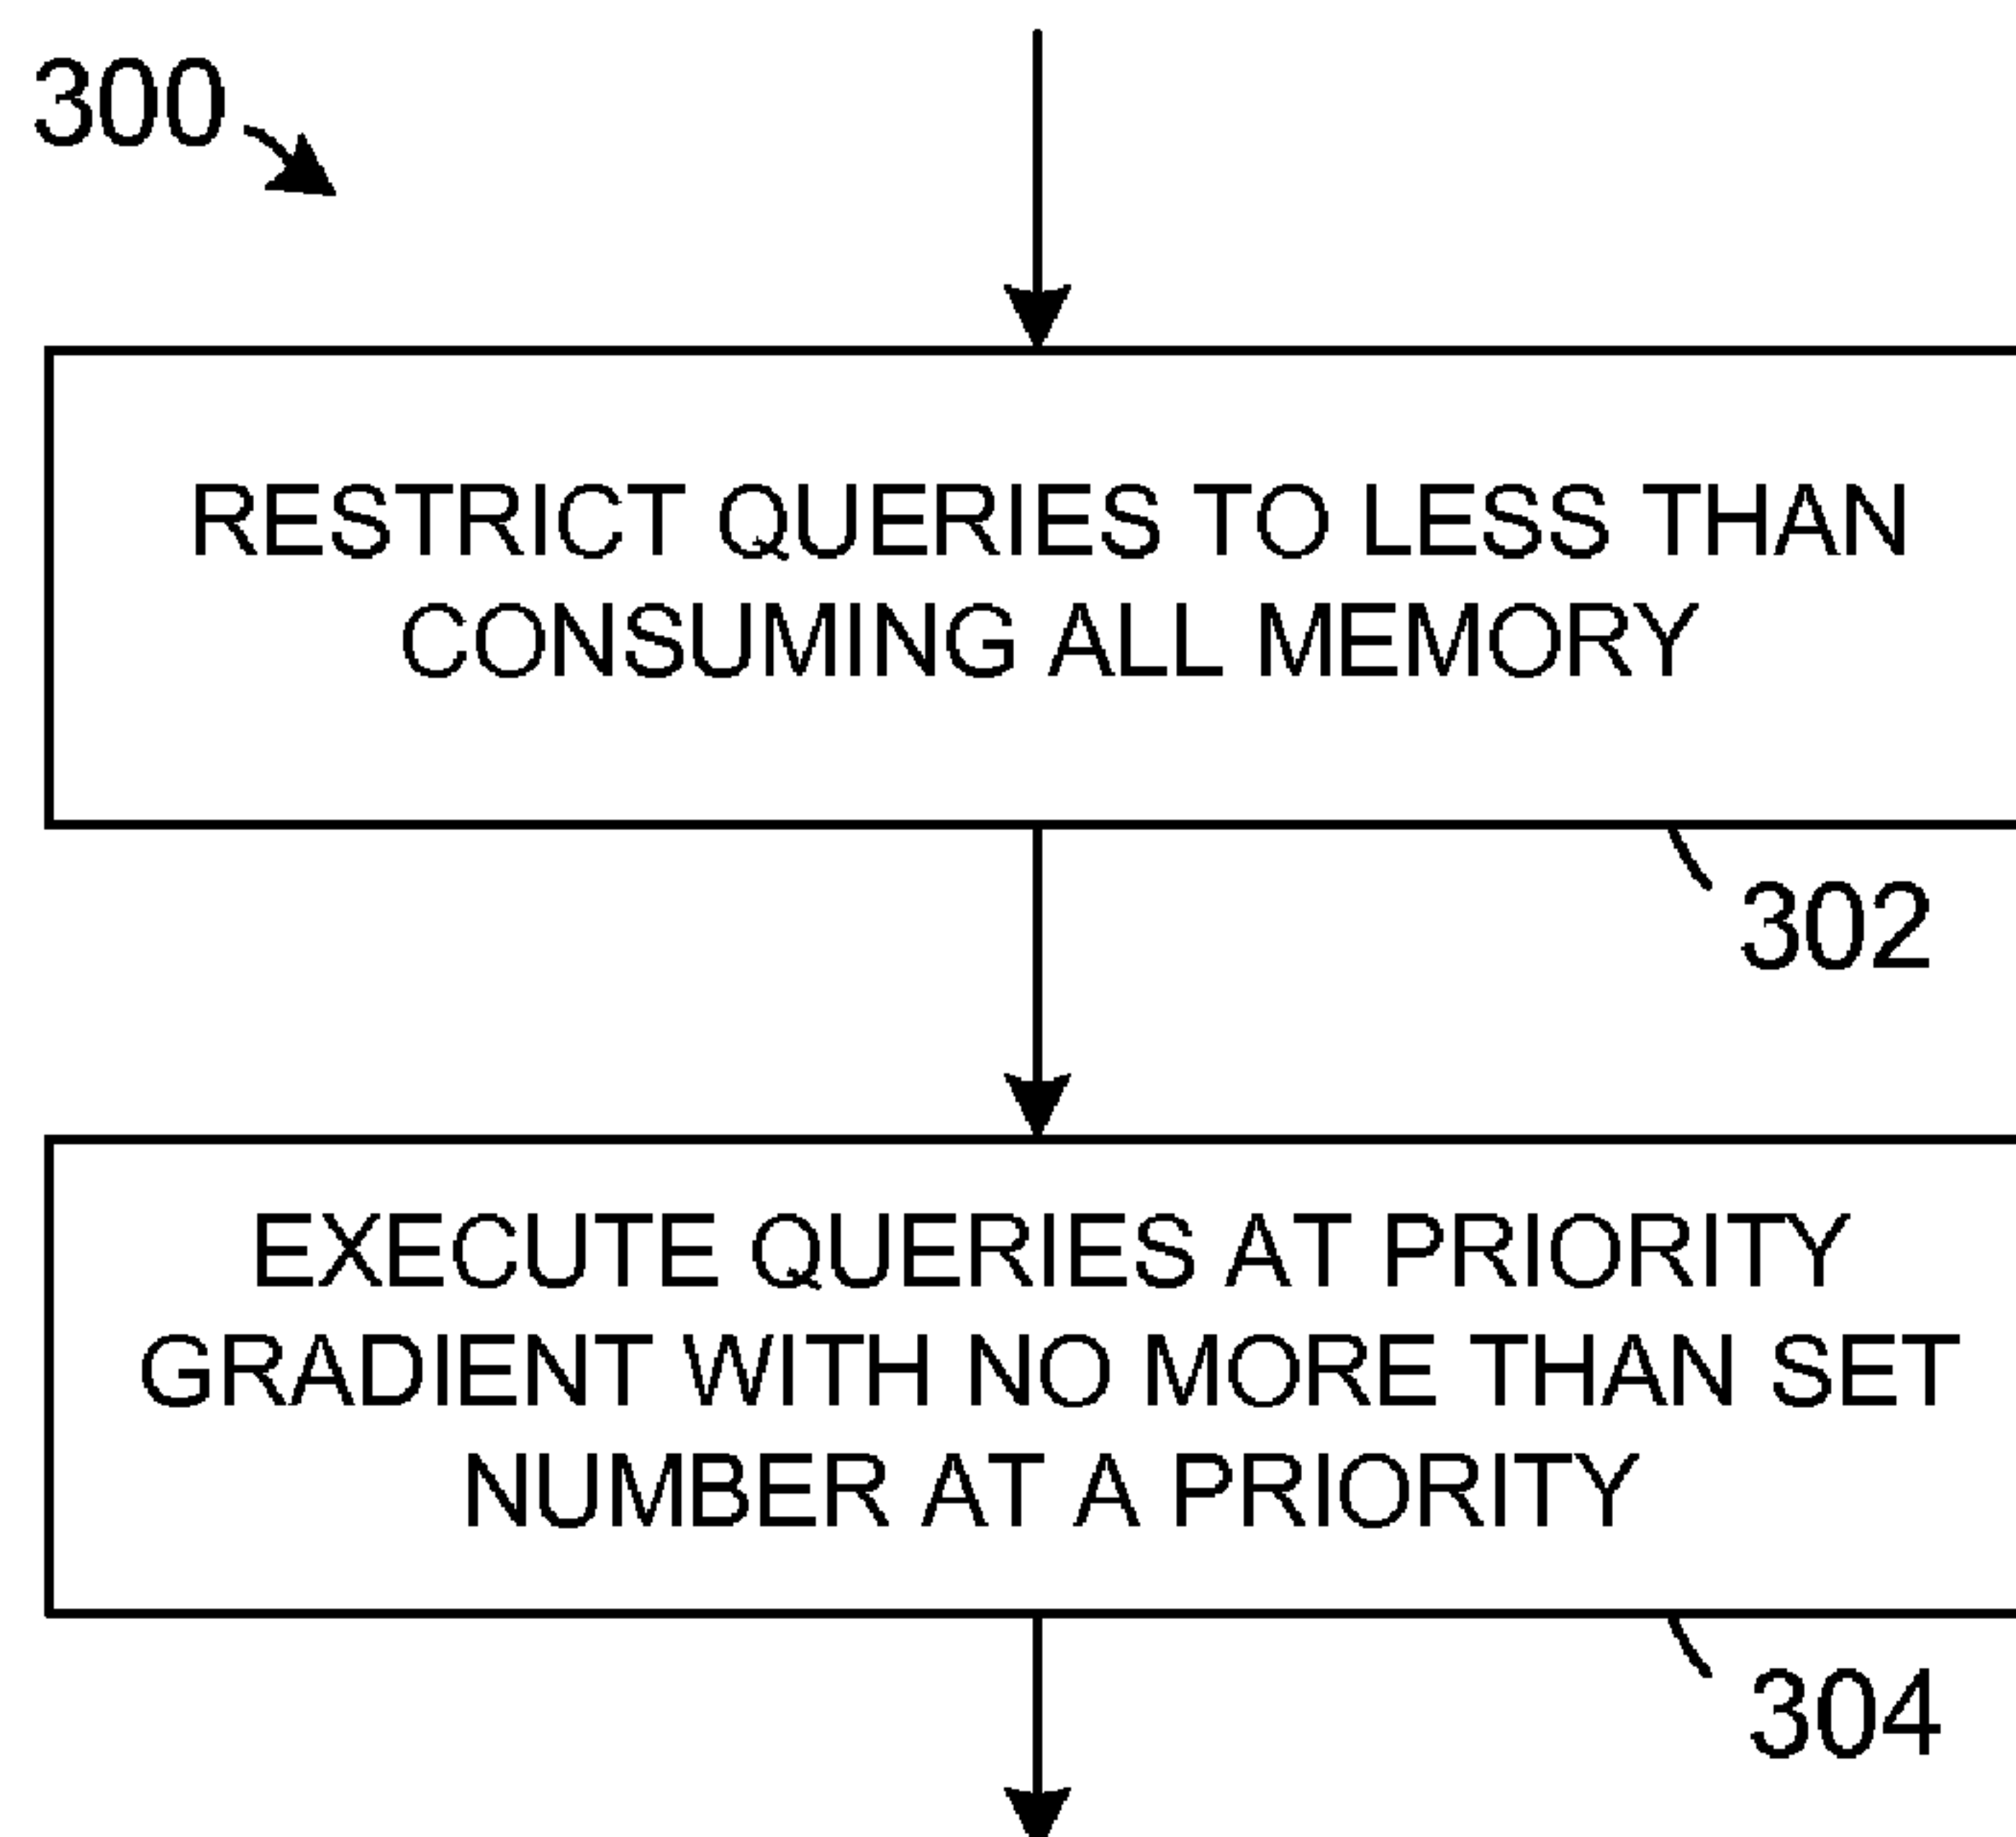 300
RESTRICT QUERIES TO LESS THAN
CONSUMING ALL MEMORY
302
EXECUTE QUERIES AT PRIORITY
GRADIENT WITH NO MORE THAN SET
NUMBER AT A PRIORITY
304